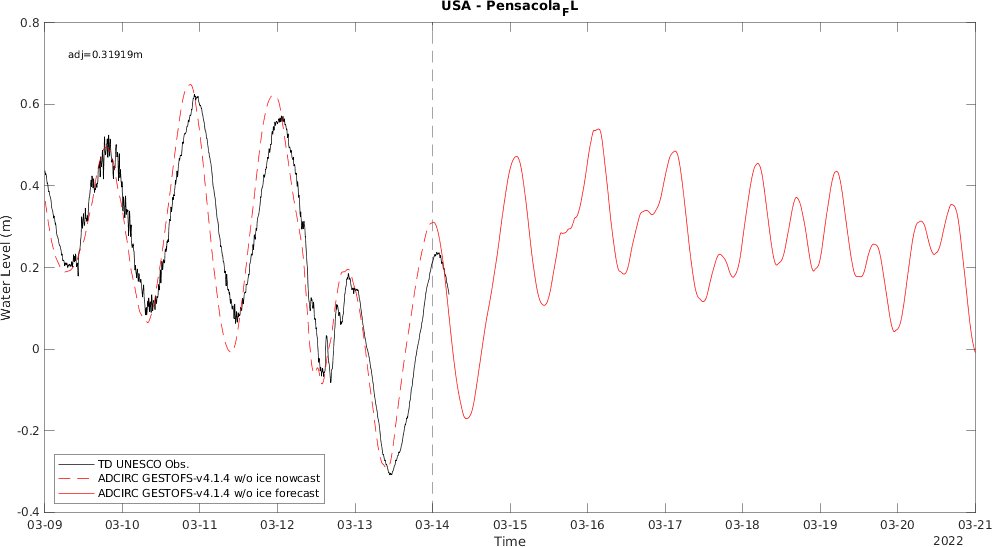 USA - Pensacola_FL
adj=0.31919m
Water Level (m)
0.8
0.6
0.4
0.2
0
-0.2
-0.4
TD UNESCO Obs.
ADCIRC GESTOFS-v4.1.4 w/o ice nowcast
ADCIRC GESTOFS-v4.1.4 w/o ice forecast
03-09 03-10 03-11 03-12 03-13 03-14 03-15 03-16 03-17 03-18 03-19 03-20 03-21
Time
2022